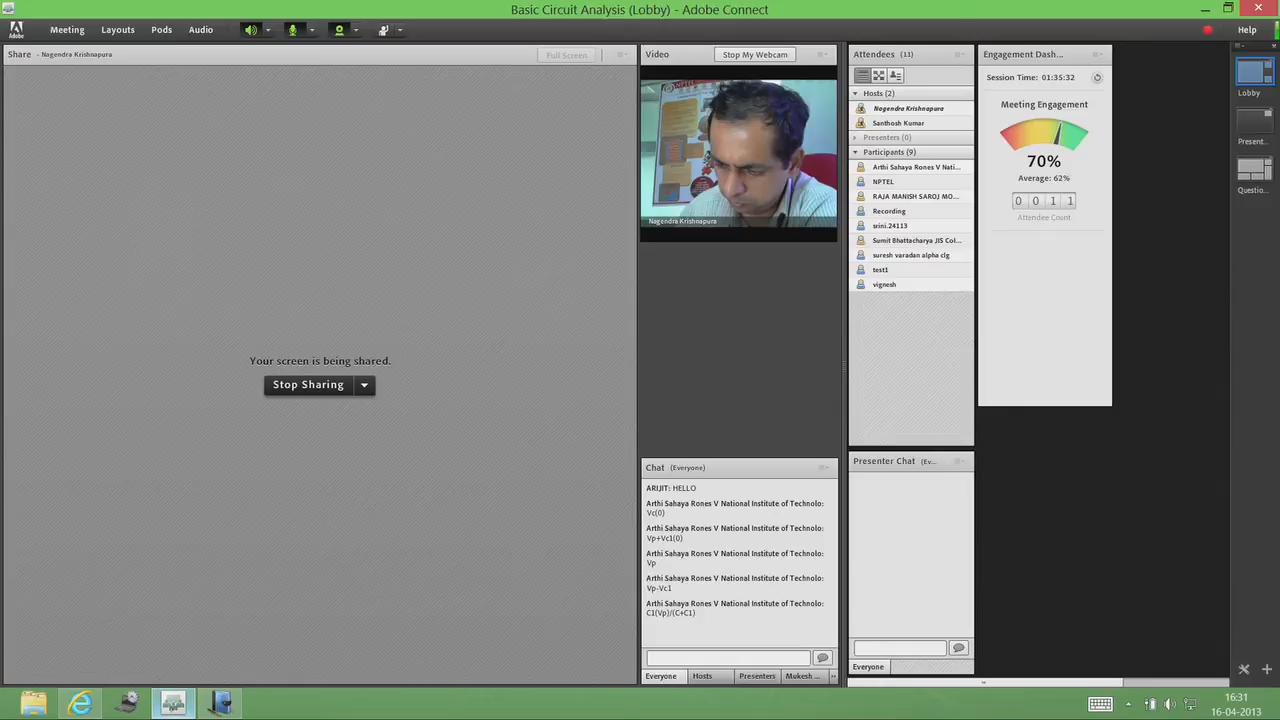 Basic Circuit Analysis (Lobby) - Adobe Connect
Adobe
Meeting
Layouts
Pods
Audio
Help
Share - Nagendra Krishnapura
Full Screen
Your screen is being shared.
Stop Sharing
Video
Stop My Webcam
NPTEL
Nagendra Krishnapura
Chat (Everyone)
ARIJIT: HELLO
Arthi Sahaya Rones V National Institute of Technolo:
Vc(0)
Arthi Sahaya Rones V National Institute of Technolo:
Vp+Vc1(0)
Arthi Sahaya Rones V National Institute of Technolo:
Vp
Arthi Sahaya Rones V National Institute of Technolo:
Vp-Vc1
Arthi Sahaya Rones V National Institute of Technolo:
C1(Vp)/(C+C1)
Everyone
Hosts
Presenters
Mukesh ...
Attendees (11)
Hosts (2)
Nagendra Krishnapura
Santhosh Kumar
Presenters (0)
Participants (9)
Arthi Sahaya Rones V Nati...
NPTEL
RAJA MANISH SAROJ MO...
Recording
srini.24113
Sumit Bhattacharya JIS Col...
suresh varadan alpha clg
test1
vignesh
Presenter Chat (Ev...
Everyone
Engagement Dash...
Session Time: 01:35:32
Meeting Engagement
70%
Average: 62%
0 0 1 1
Attendee Count
Lobby
Present...
Questio...
16:31
16-04-2013